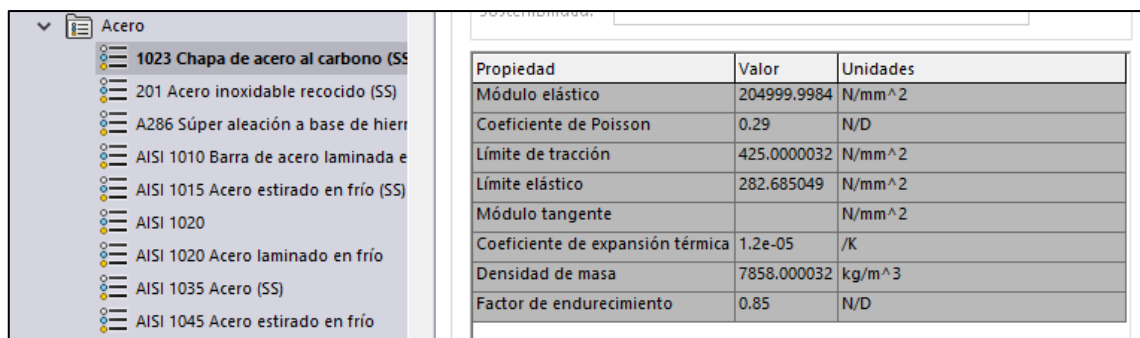 Sostenibilidad:
Acero
1023 Chapa de acero al carbono (SS
201 Acero inoxidable recocido (SS)
A286 Súper aleación a base de hierr
AISI 1010 Barra de acero laminada e
AISI 1015 Acero estirado en frío (SS)
AISI 1020
AISI 1020 Acero laminado en frío
AISI 1035 Acero (SS)
AISI 1045 Acero estirado en frío
Propiedad Valor Unidades
Módulo elástico 204999.9984 N/mm^2
Coeficiente de Poisson 0.29 N/D
Límite de tracción 425.0000032 N/mm^2
Límite elástico 282.685049 N/mm^2
Módulo tangente N/mm^2
Coeficiente de expansión térmica 1.2e-05 /K
Densidad de masa 7858.000032 kg/m^3
Factor de endurecimiento 0.85 N/D